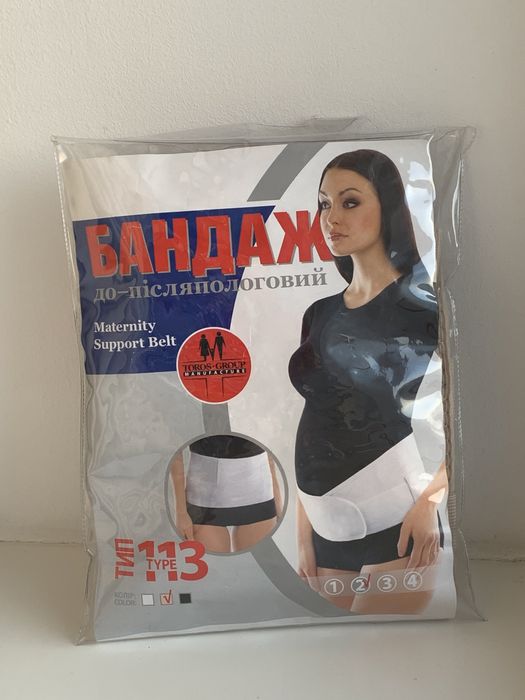 БАНДАЖ
до-післяпологовий
Maternity
Support Belt
TOROS-GROUP
MANUFACTURE
ТИП 113
TYPE
КОЛІР:
COLOR: √
1 2 3 4